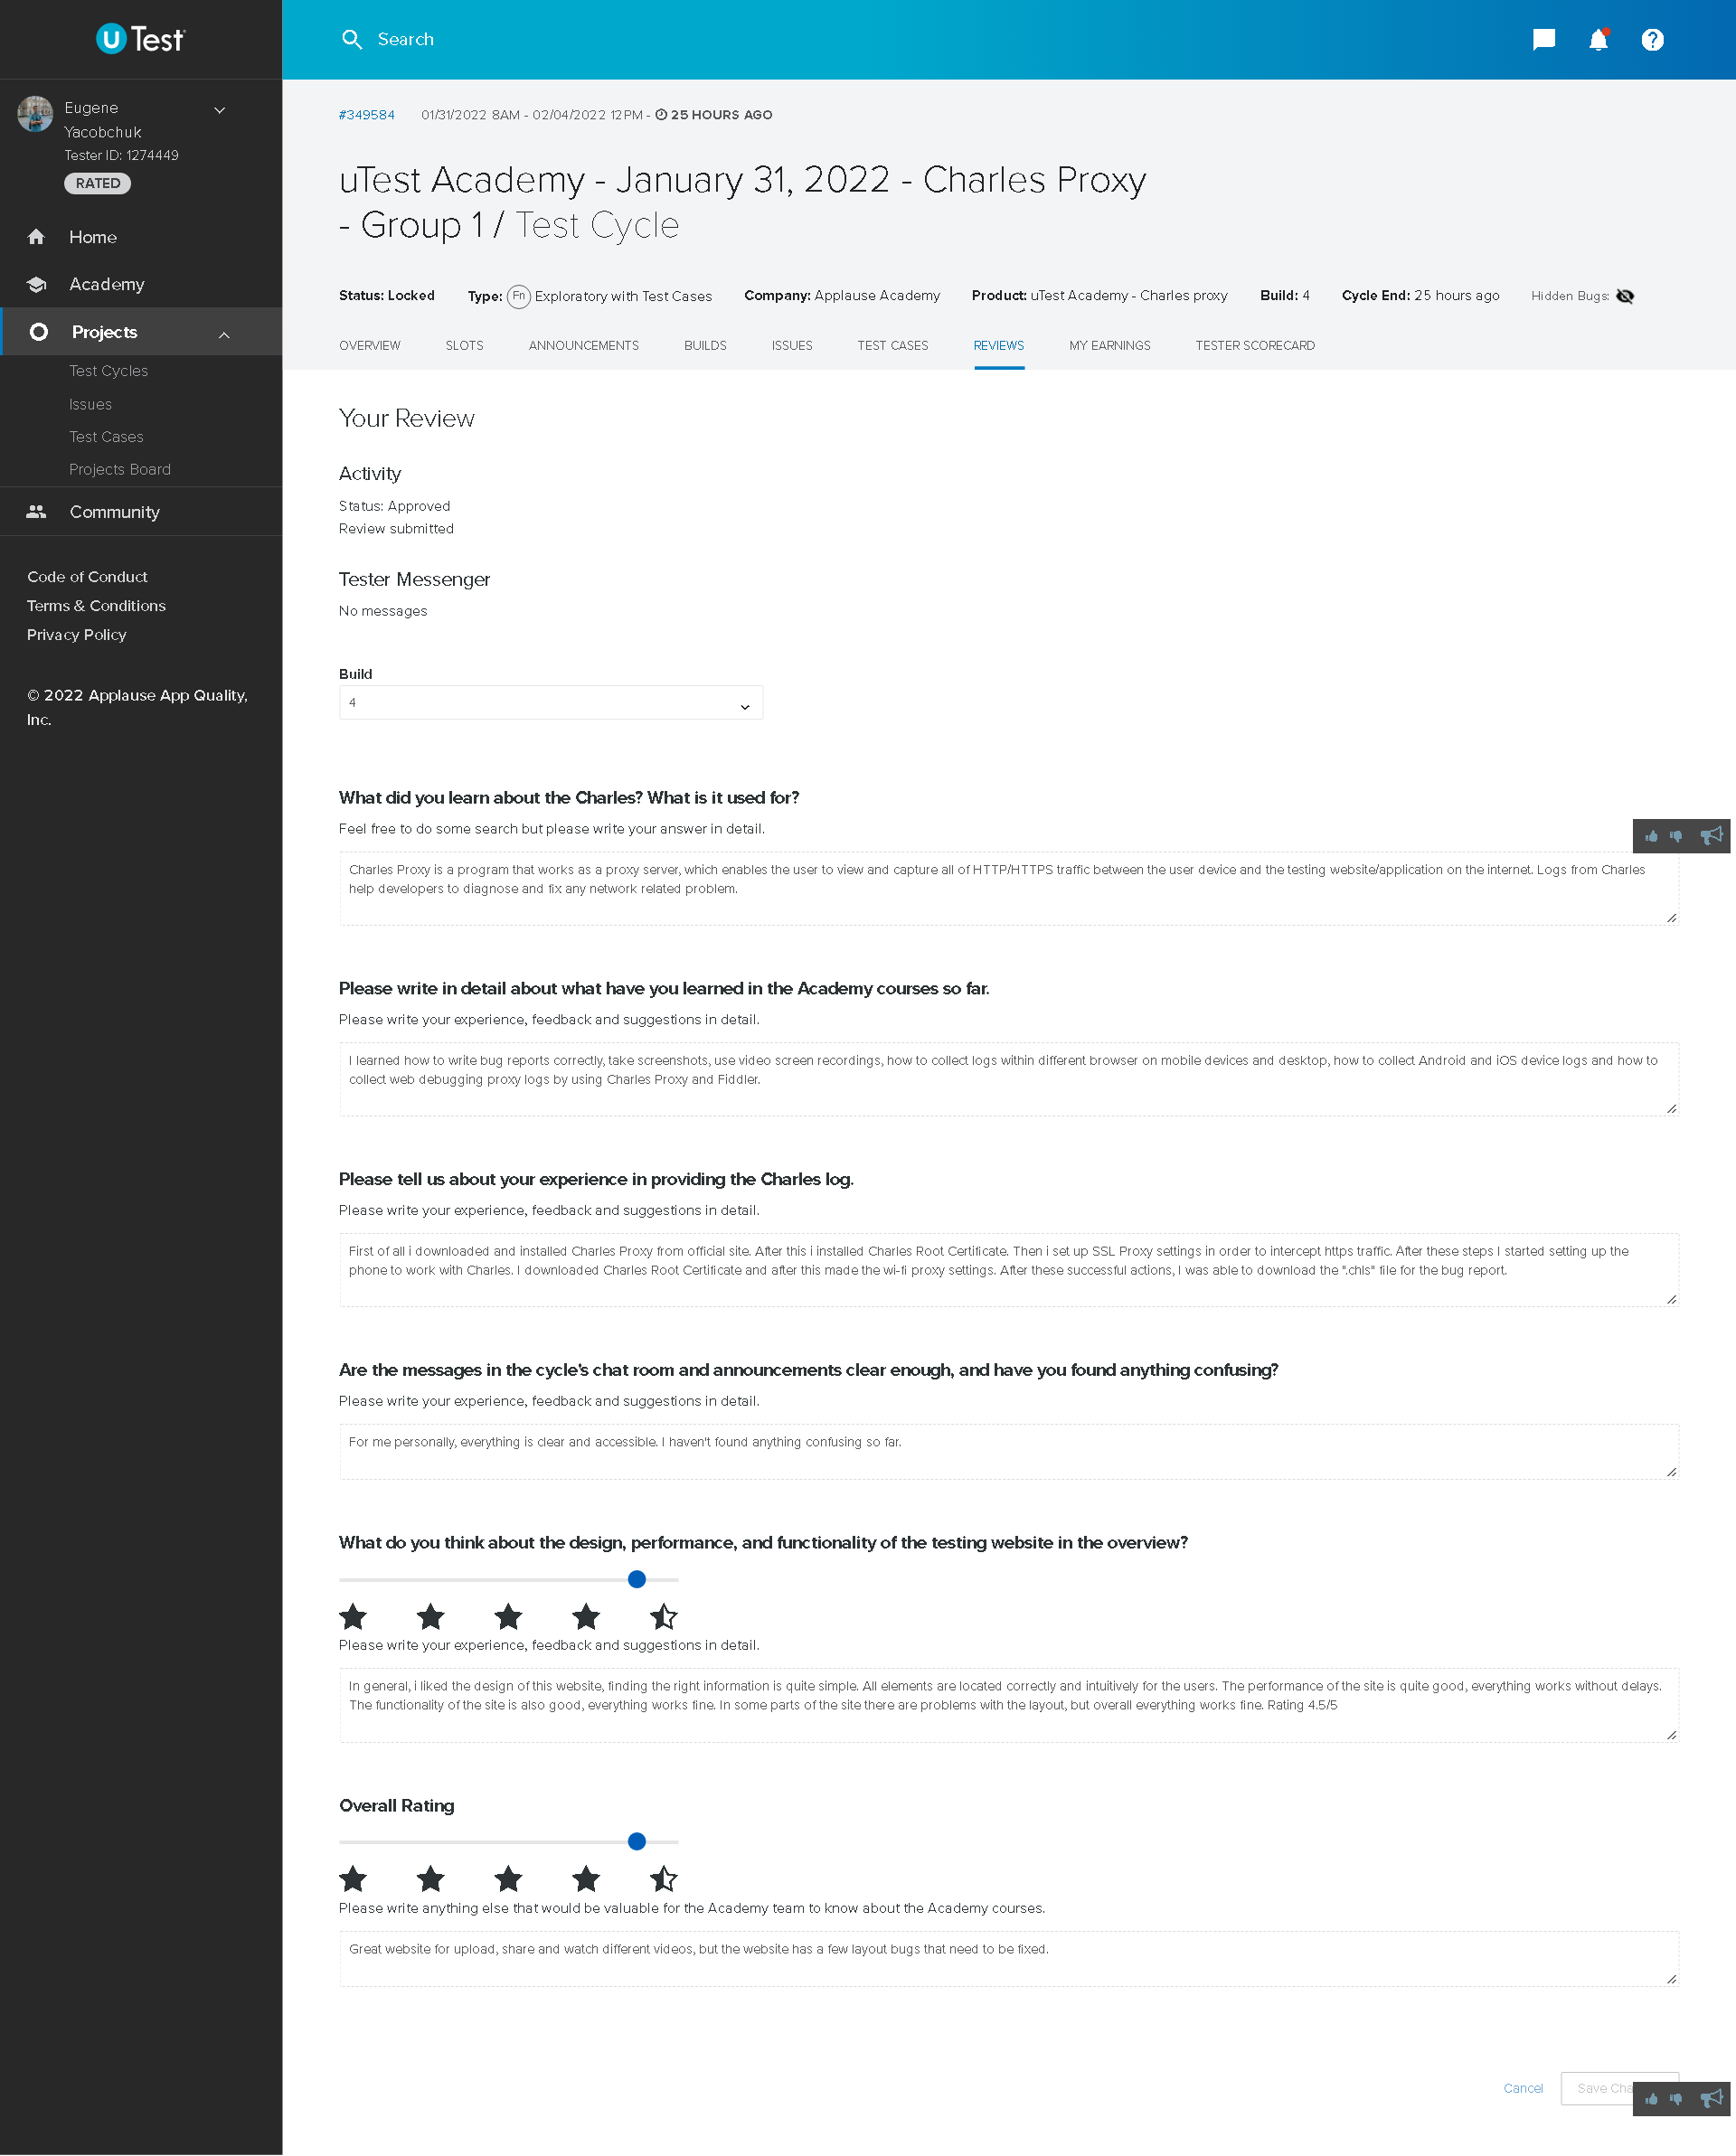 uTest
Search
Eugene
Yacobchuk
Tester ID: 1274449
RATED
Home
Academy
Projects
Test Cycles
Issues
Test Cases
Projects Board
Community
Code of Conduct
Terms & Conditions
Privacy Policy
© 2022 Applause App Quality,
Inc.
#349584 01/31/2022 8AM - 02/04/2022 12PM - 25 HOURS AGO
uTest Academy - January 31, 2022 - Charles Proxy
- Group 1 / Test Cycle
Status: Locked Type: Fn Exploratory with Test Cases Company: Applause Academy Product: uTest Academy - Charles proxy Build: 4 Cycle End: 25 hours ago Hidden Bugs:
OVERVIEW SLOTS ANNOUNCEMENTS BUILDS ISSUES TEST CASES REVIEWS MY EARNINGS TESTER SCORECARD
Your Review
Activity
Status: Approved
Review submitted
Tester Messenger
No messages
Build
4
What did you learn about the Charles? What is it used for?
Feel free to do some search but please write your answer in detail.
Charles Proxy is a program that works as a proxy server, which enables the user to view and capture all of HTTP/HTTPS traffic between the user device and the testing website/application on the internet. Logs from Charles
help developers to diagnose and fix any network related problem.
Please write in detail about what have you learned in the Academy courses so far.
Please write your experience, feedback and suggestions in detail.
I learned how to write bug reports correctly, take screenshots, use video screen recordings, how to collect logs within different browser on mobile devices and desktop, how to collect Android and iOS device logs and how to
collect web debugging proxy logs by using Charles Proxy and Fiddler.
Please tell us about your experience in providing the Charles log.
Please write your experience, feedback and suggestions in detail.
First of all i downloaded and installed Charles Proxy from official site. After this i installed Charles Root Certificate. Then i set up SSL Proxy settings in order to intercept https traffic. After these steps I started setting up the
phone to work with Charles. I downloaded Charles Root Certificate and after this made the wi-fi proxy settings. After these successful actions, I was able to download the ".chls" file for the bug report.
Are the messages in the cycle's chat room and announcements clear enough, and have you found anything confusing?
Please write your experience, feedback and suggestions in detail.
For me personally, everything is clear and accessible. I haven't found anything confusing so far.
What do you think about the design, performance, and functionality of the testing website in the overview?
Please write your experience, feedback and suggestions in detail.
In general, i liked the design of this website, finding the right information is quite simple. All elements are located correctly and intuitively for the users. The performance of the site is quite good, everything works without delays.
The functionality of the site is also good, everything works fine. In some parts of the site there are problems with the layout, but overall everything works fine. Rating 4.5/5
Overall Rating
Please write anything else that would be valuable for the Academy team to know about the Academy courses.
Great website for upload, share and watch different videos, but the website has a few layout bugs that need to be fixed.
Cancel Save Cha